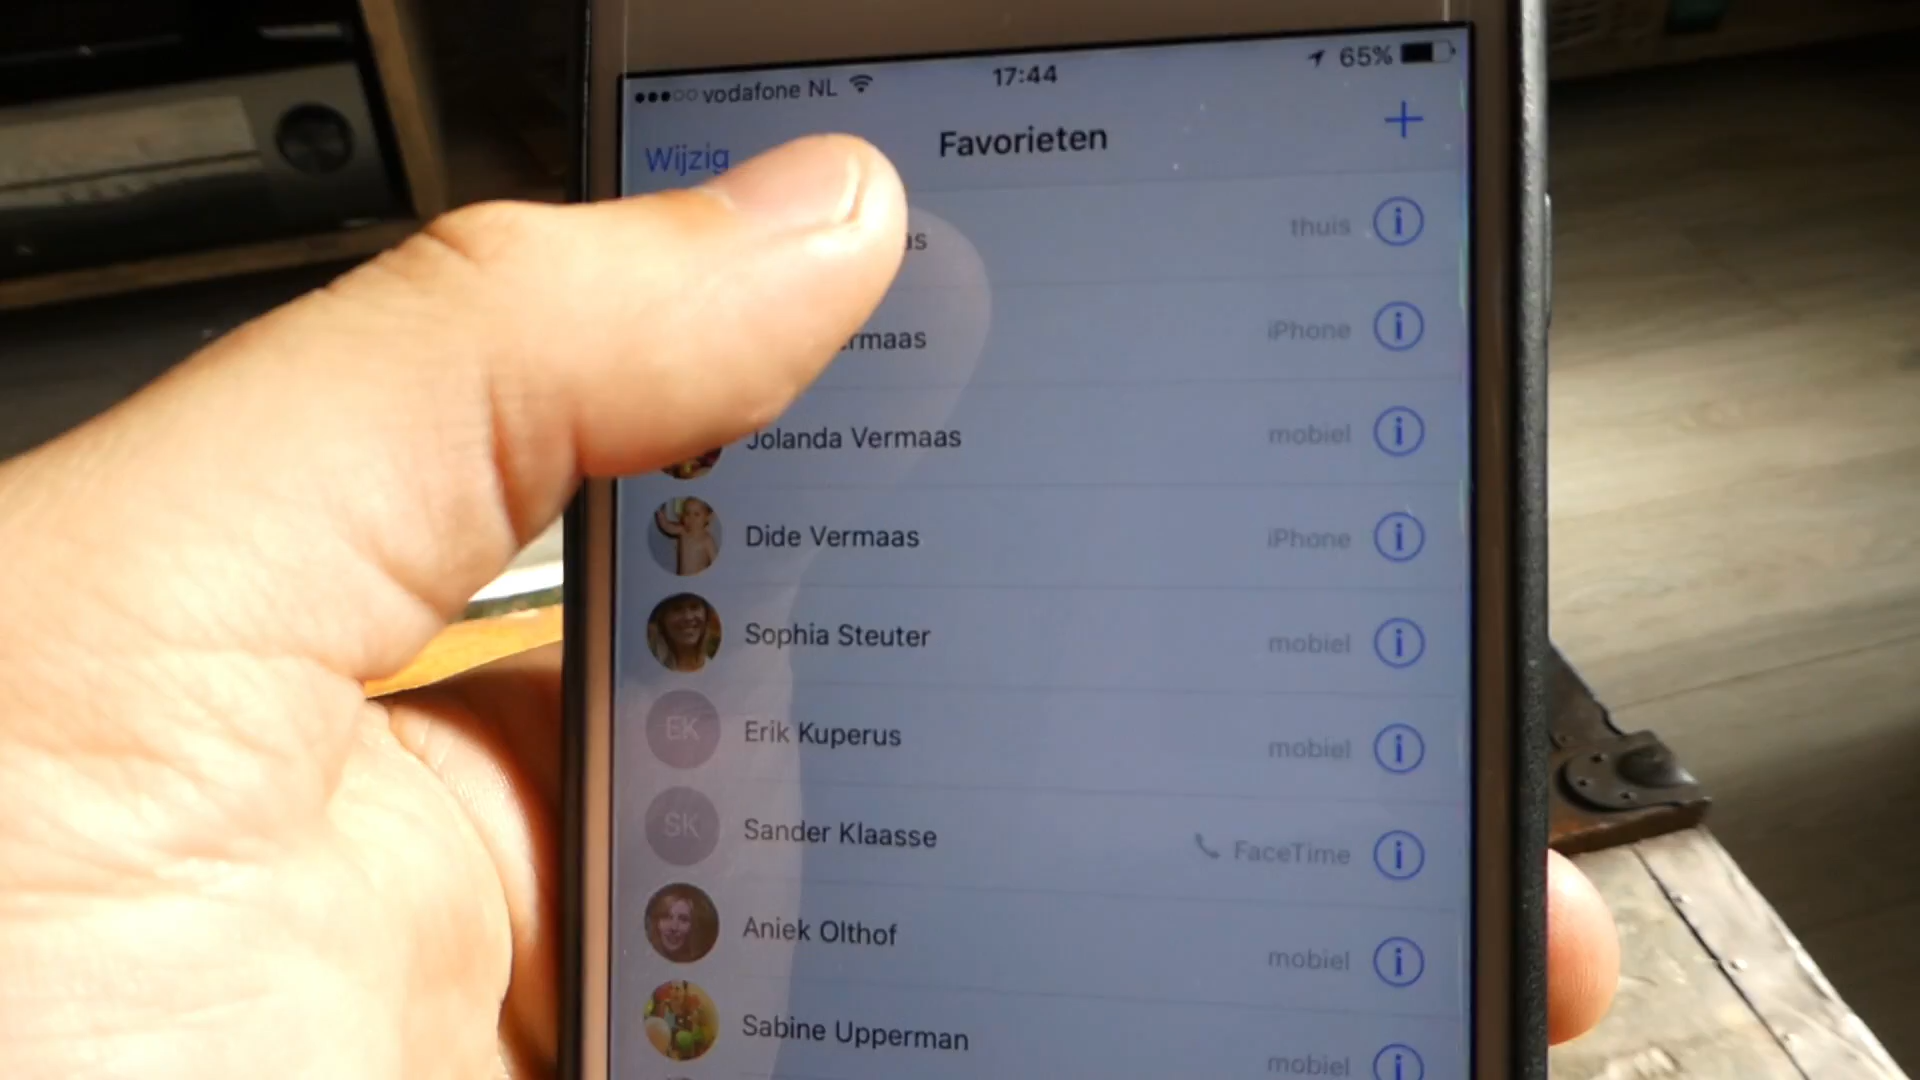 vodafone NL 17:44 65%
Wijzig Favorieten +
thuis
iPhone
Jolanda Vermaas mobiel
Dide Vermaas iPhone
Sophia Steuter mobiel
EK Erik Kuperus mobiel
SK Sander Klaasse FaceTime
Aniek Olthof mobiel
Sabine Upperman mobiel